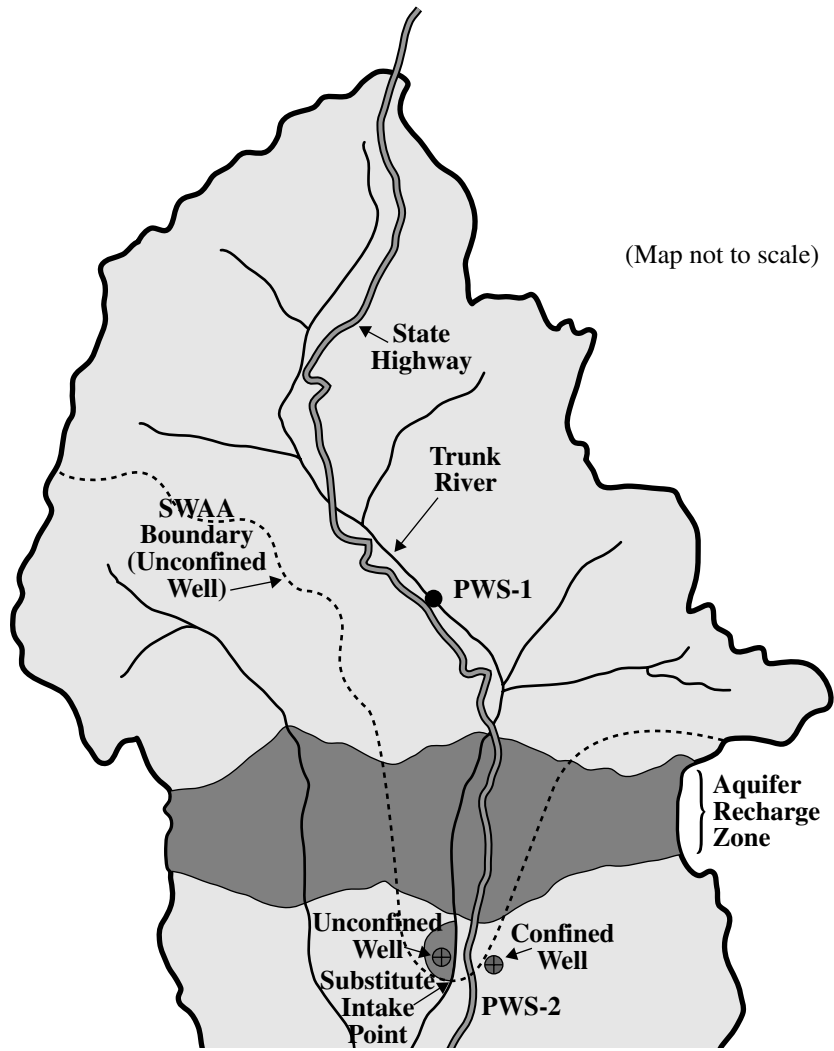 (Map not to scale)
State
Highway
Trunk
River
SWAA
Boundary
(Unconfined
Well)
PWS-1
Aquifer
Recharge
Zone
Unconfined
Well
Confined
Well
Substitute
Intake
Point
PWS-2